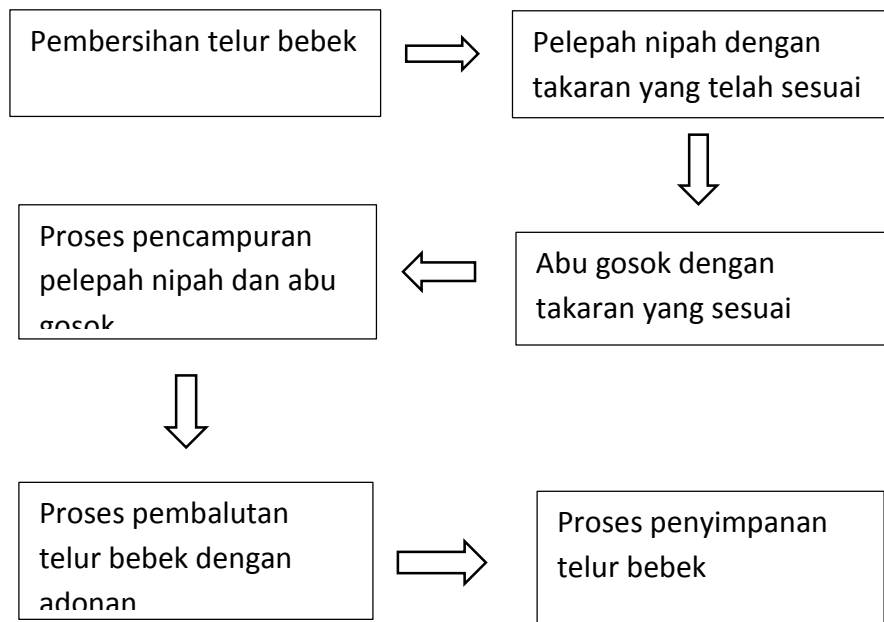 Pembersihan telur bebek
Pelepah nipah dengan
takaran yang telah sesuai
Abu gosok dengan
takaran yang sesuai
Proses pencampuran
pelepah nipah dan abu
gosok
Proses pembalutan
telur bebek dengan
adonan
Proses penyimpanan
telur bebek